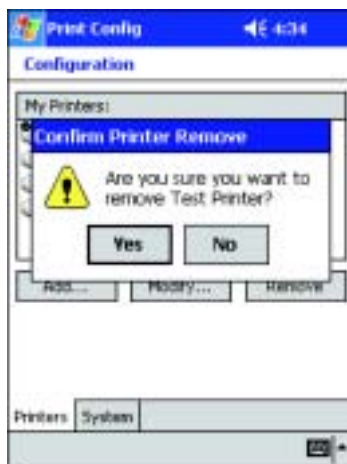 Print Config 4:34
Configuration
My Printers:
Confirm Printer Remove
Are you sure you want to
remove Test Printer?
Yes No
Add... Modify... Remove
Printers System